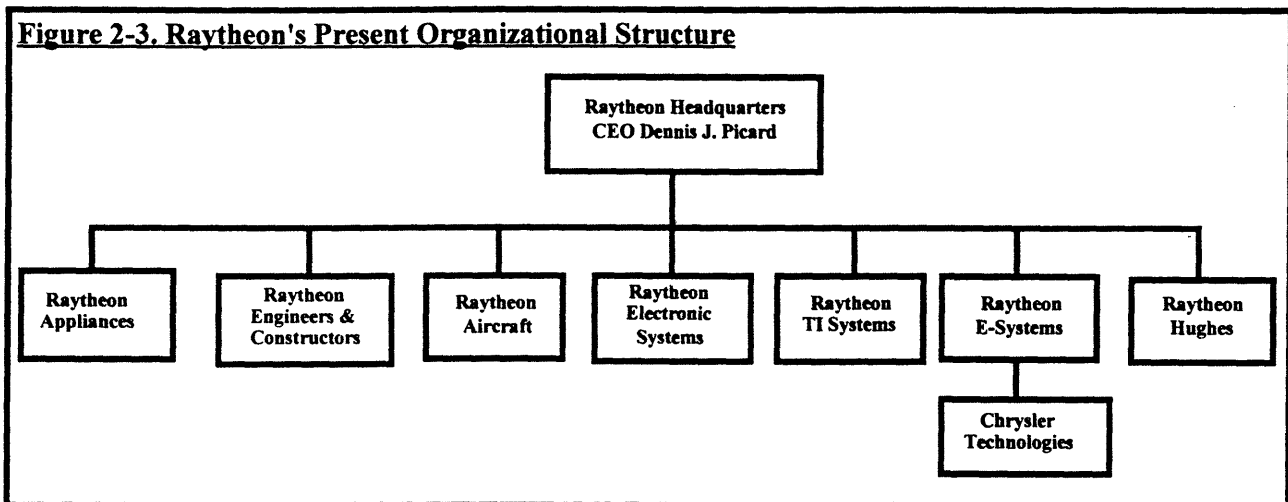 Figure 2-3. Raytheon's Present Organizational Structure
Raytheon Headquarters
CEO Dennis J. Picard
Raytheon
Appliances
Raytheon
Engineers &
Constructors
Raytheon
Aircraft
Raytheon
Electronic
Systems
Raytheon
TI Systems
Raytheon
E-Systems
Raytheon
Hughes
Chrysler
Technologies